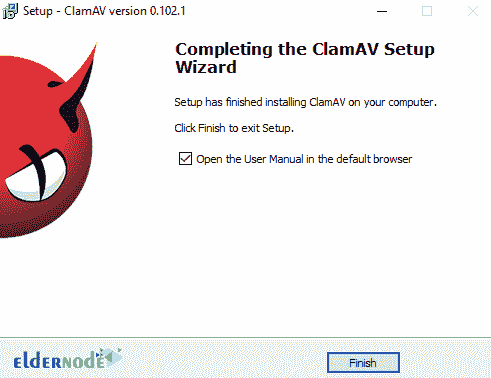 Setup - ClamAV version 0.102.1
Completing the ClamAV Setup
Wizard
Setup has finished installing ClamAV on your computer.
Click Finish to exit Setup.
Open the User Manual in the default browser
eldernode
Finish